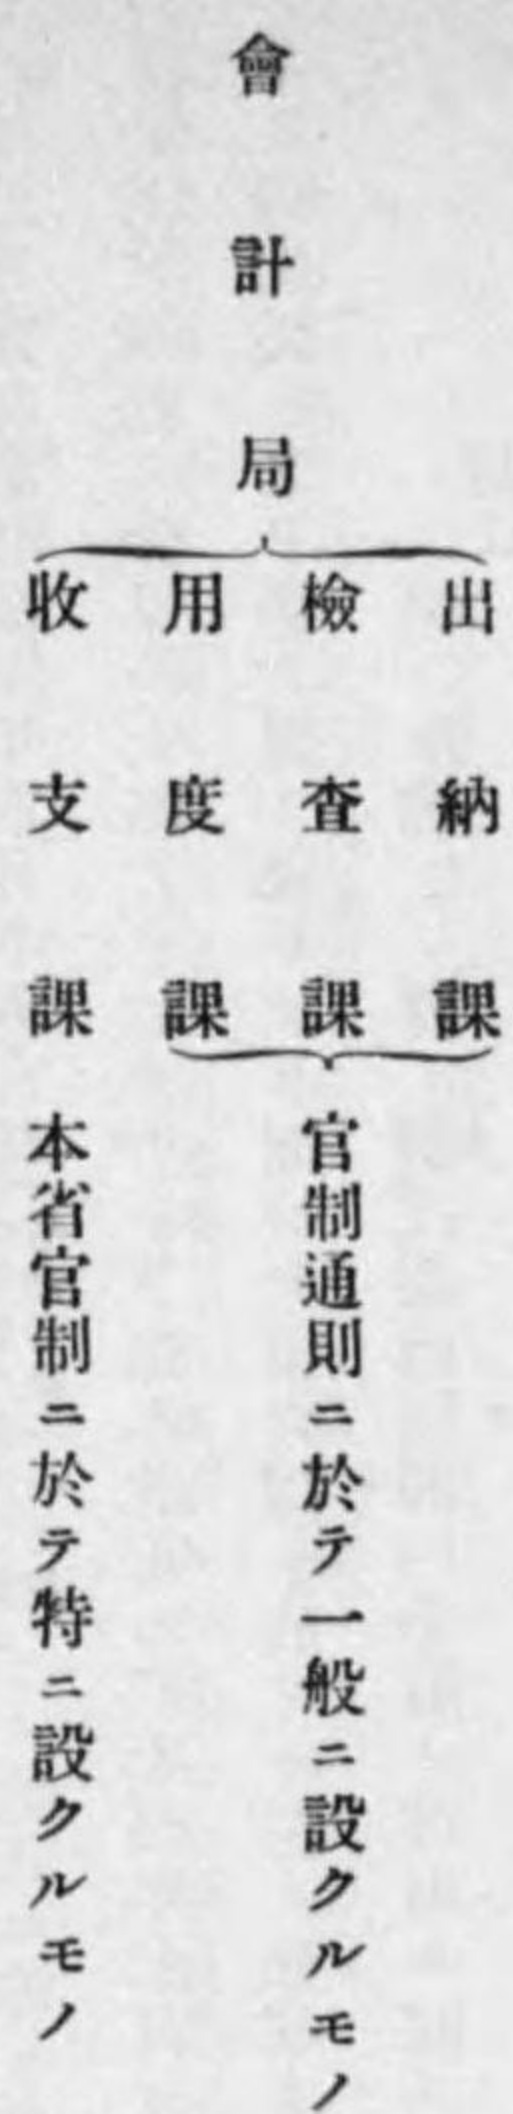 會計局
出納課
檢查課
用度課
官制通則ニ於テ一般ニ設クルモノ
收支課
本省官制ニ於テ特ニ設クルモノ